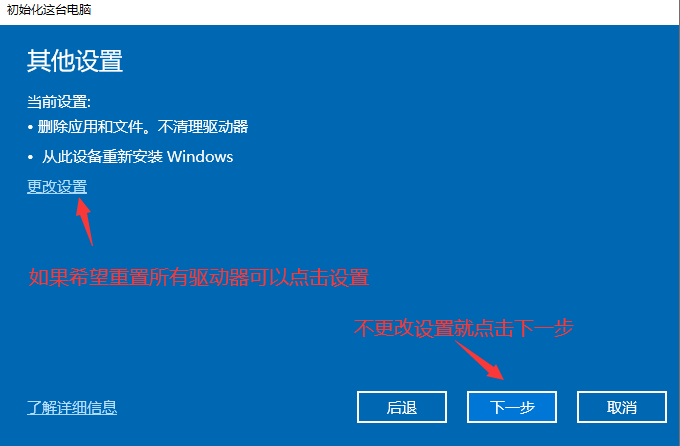 初始化这台电脑
其他设置
当前设置:
• 删除应用和文件。不清理驱动器
• 从此设备重新安装 Windows
更改设置
如果希望重置所有驱动器可以点击设置
不更改设置就点击下一步
了解详细信息
后退
下一步
取消